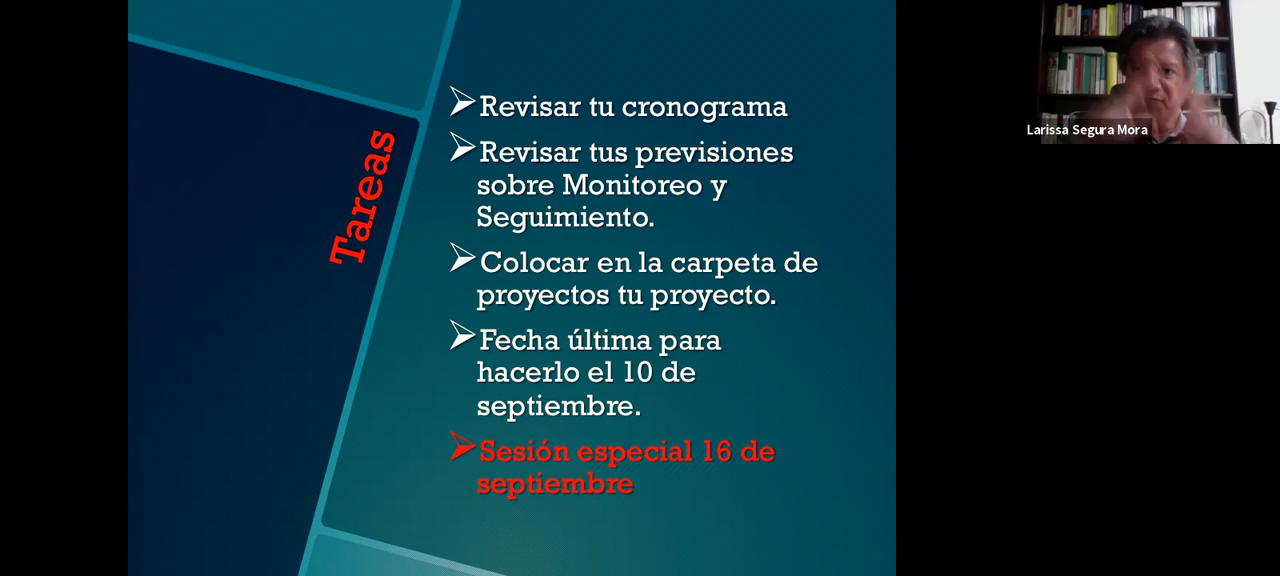 Tareas
Revisar tu cronograma
Revisar tus previsiones
sobre Monitoreo y
Seguimiento.
Colocar en la carpeta de
proyectos tu proyecto.
Fecha última para
hacerlo el 10 de
septiembre.
Sesión especial 16 de
septiembre
Larissa Segura Mora